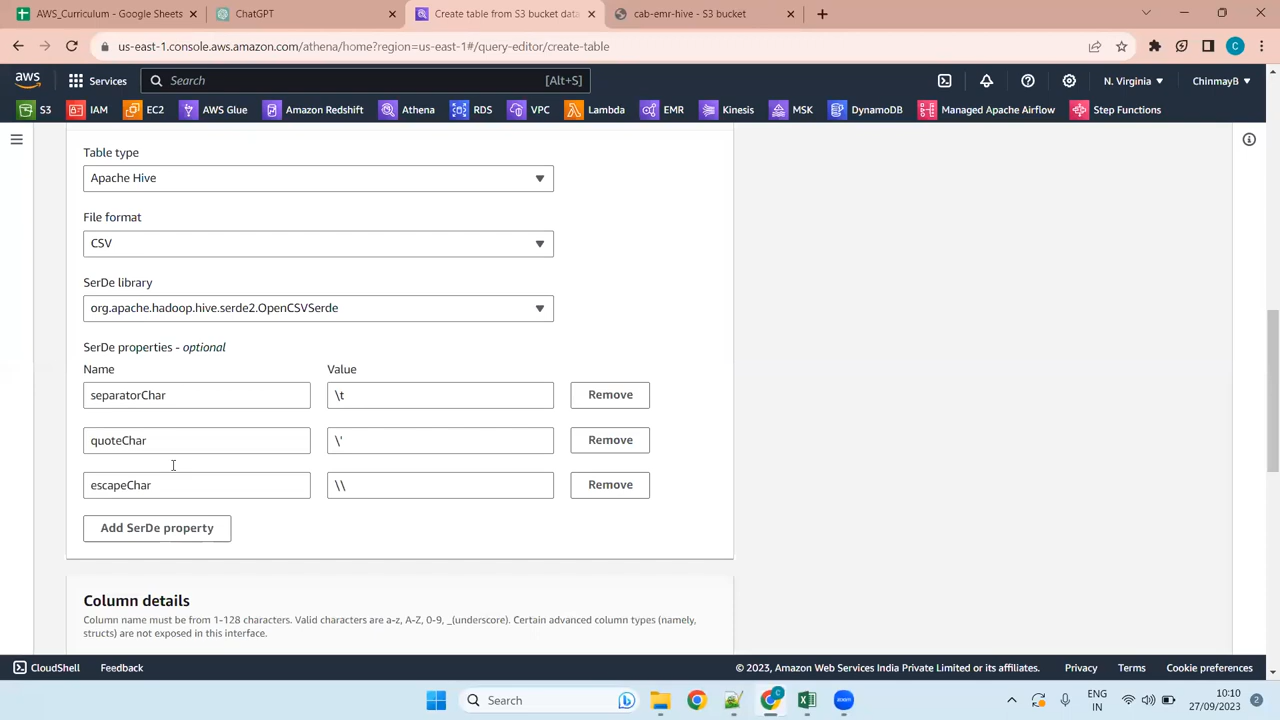 AWS_Curriculum - Google Sheets
ChatGPT
Create table from S3 bucket data
cab-emr-hive - S3 bucket
us-east-1.console.aws.amazon.com/athena/home?region=us-east-1#/query-editor/create-table
C
aws
Services
Search
[Alt+S]
N. Virginia
ChinmayB
S3
IAM
EC2
AWS Glue
Amazon Redshift
Athena
RDS
VPC
Lambda
EMR
Kinesis
MSK
DynamoDB
Managed Apache Airflow
Step Functions
Table type
Apache Hive
File format
CSV
SerDe library
org.apache.hadoop.hive.serde2.OpenCSVSerde
SerDe properties - optional
Name
Value
separatorChar
\t
Remove
quoteChar
\'
Remove
escapeChar
\\
Remove
Add SerDe property
Column details
Column name must be from 1-128 characters. Valid characters are a-z, A-Z, 0-9, _(underscore). Certain advanced column types (namely,
structs) are not exposed in this interface.
CloudShell
Feedback
© 2023, Amazon Web Services India Private Limited or its affiliates.
Privacy
Terms
Cookie preferences
Search
zoom
ENG
IN
10:10
27/09/2023
2